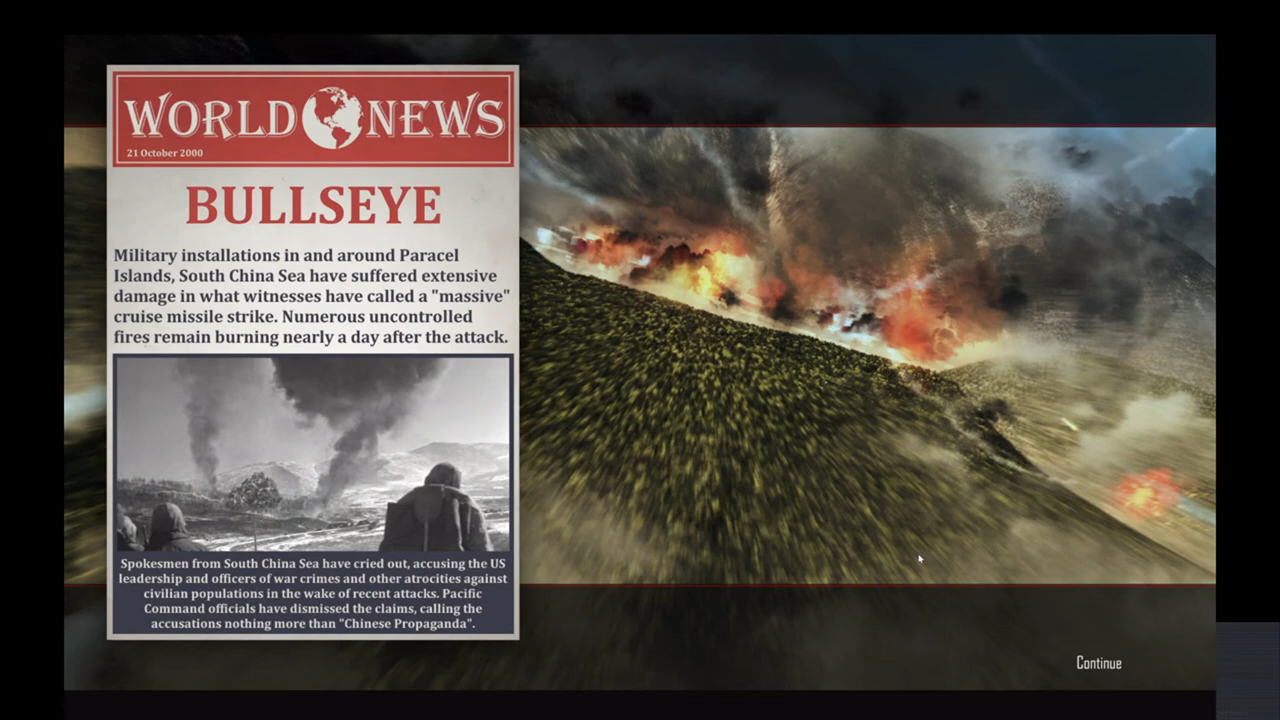 WORLD NEWS
21 October 2000
BULLSEYE
Military installations in and around Paracel
Islands, South China Sea have suffered extensive
damage in what witnesses have called a "massive"
cruise missile strike. Numerous uncontrolled
fires remain burning nearly a day after the attack.
Spokesmen from South China Sea have cried out, accusing the US
leadership and officers of war crimes and other atrocities against
civilian populations in the wake of recent attacks. Pacific
Command officials have dismissed the claims, calling the
accusations nothing more than "Chinese Propaganda".
Continue